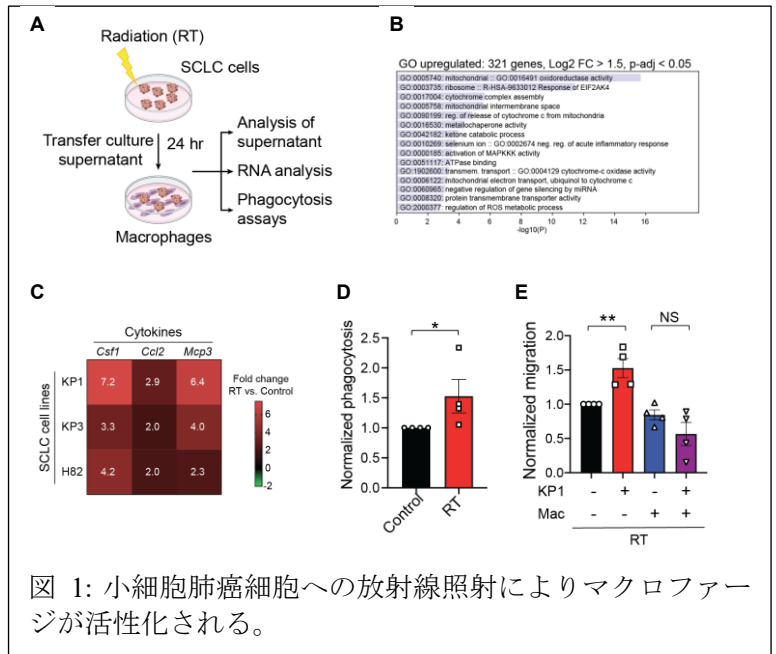 A
Radiation (RT)
SCLC cells
Transfer culture
supernatant
24 hr
Analysis of
supernatant
RNA analysis
Phagocytosis
assays
Macrophages
B
GO upregulated: 321 genes, Log2 FC > 1.5, p-adj < 0.05
GO:0005740: mitochondrial :: GO:0016491 oxidoreductase activity
GO:0003735: ribosome :: R-HSA-9633012 Response of EIF2AK4
GO:0017004: cytochrome complex assembly
GO:0005758: mitochondrial intermembrane space
GO:0090199: reg. of release of cytochrome c from mitochondria
GO:0016530: metallochaperone activity
GO:0042182: ketone catabolic process
GO:0010269: selenium ion :: GO:0002674 neg. reg. of acute inflammatory response
GO:0000185: activation of MAPKKK activity
GO:0051117: ATPase binding
GO:1902600: transmem. transport :: GO:0004129 cytochrome-c oxidase activity
GO:0006122: mitochondrial electron transport, ubiquinol to cytochrome c
GO:0060965: negative regulation of gene silencing by miRNA
GO:0008320: protein transmembrane transporter activity
GO:2000377: regulation of ROS metabolic process
0 2 4 6 8 10 12 14 16
-log10(P)
C
Cytokines
Csf1 Ccl2 Mcp3
SCLC cell lines
KP1 7.2 2.9 6.4
KP3 3.3 2.0 4.0
H82 4.2 2.0 2.3
Fold change
RT vs. Control
6
4
2
0
-2
D
Normalized phagocytosis
2.5
2.0
1.5
1.0
0.5
0.0
*
Control RT
E
Normalized migration
2.0
1.5
1.0
0.5
0.0
** NS
KP1 - + - +
Mac - - + +
RT
図 1: 小細胞肺癌細胞への放射線照射によりマクロファー
ジが活性化される。